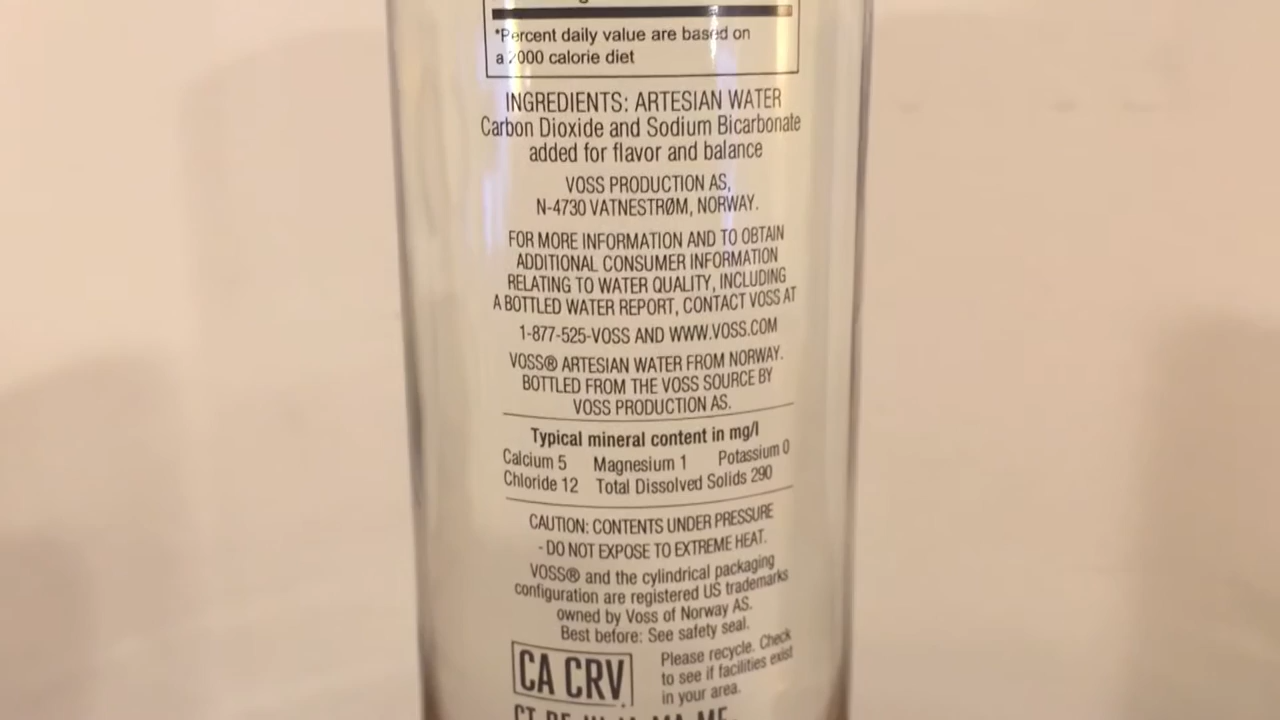 *Percent daily value are based on
a 2000 calorie diet
INGREDIENTS: ARTESIAN WATER
Carbon Dioxide and Sodium Bicarbonate
added for flavor and balance
VOSS PRODUCTION AS,
N-4730 VATNESTRØM, NORWAY.
FOR MORE INFORMATION AND TO OBTAIN
ADDITIONAL CONSUMER INFORMATION
RELATING TO WATER QUALITY, INCLUDING
A BOTTLED WATER REPORT, CONTACT VOSS AT
1-877-525-VOSS AND WWW.VOSS.COM
VOSS® ARTESIAN WATER FROM NORWAY.
BOTTLED FROM THE VOSS SOURCE BY
VOSS PRODUCTION AS.
Typical mineral content in mg/l
Calcium 5 Magnesium 1 Potassium 0
Chloride 12 Total Dissolved Solids 290
CAUTION: CONTENTS UNDER PRESSURE
- DO NOT EXPOSE TO EXTREME HEAT.
VOSS® and the cylindrical packaging
configuration are registered US trademarks
owned by Voss of Norway AS.
Best before: See safety seal.
CA CRV
Please recycle. Check
to see if facilities exist
in your area.